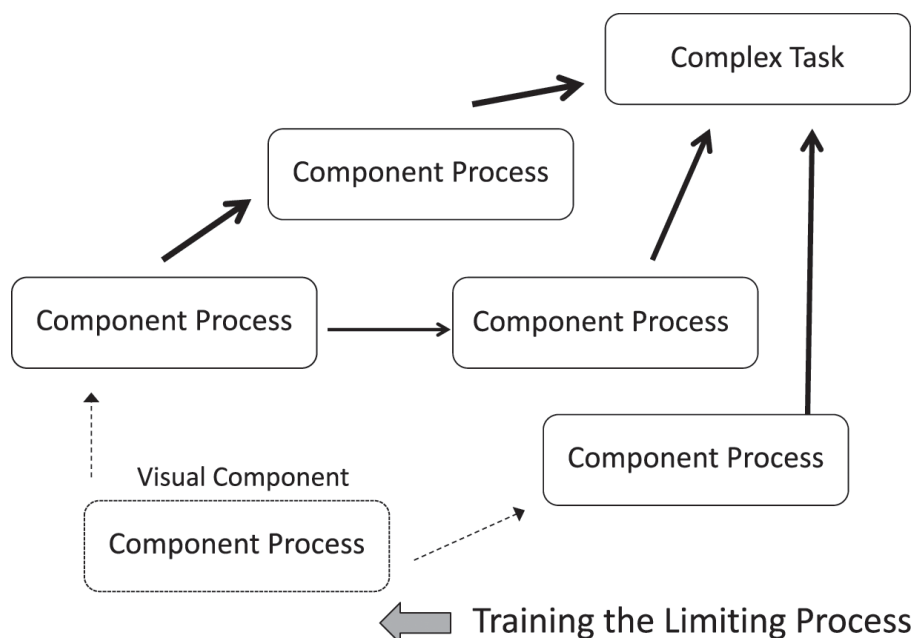 Complex Task
Component Process
Component Process
Component Process
Component Process
Visual Component
Component Process
Training the Limiting Process